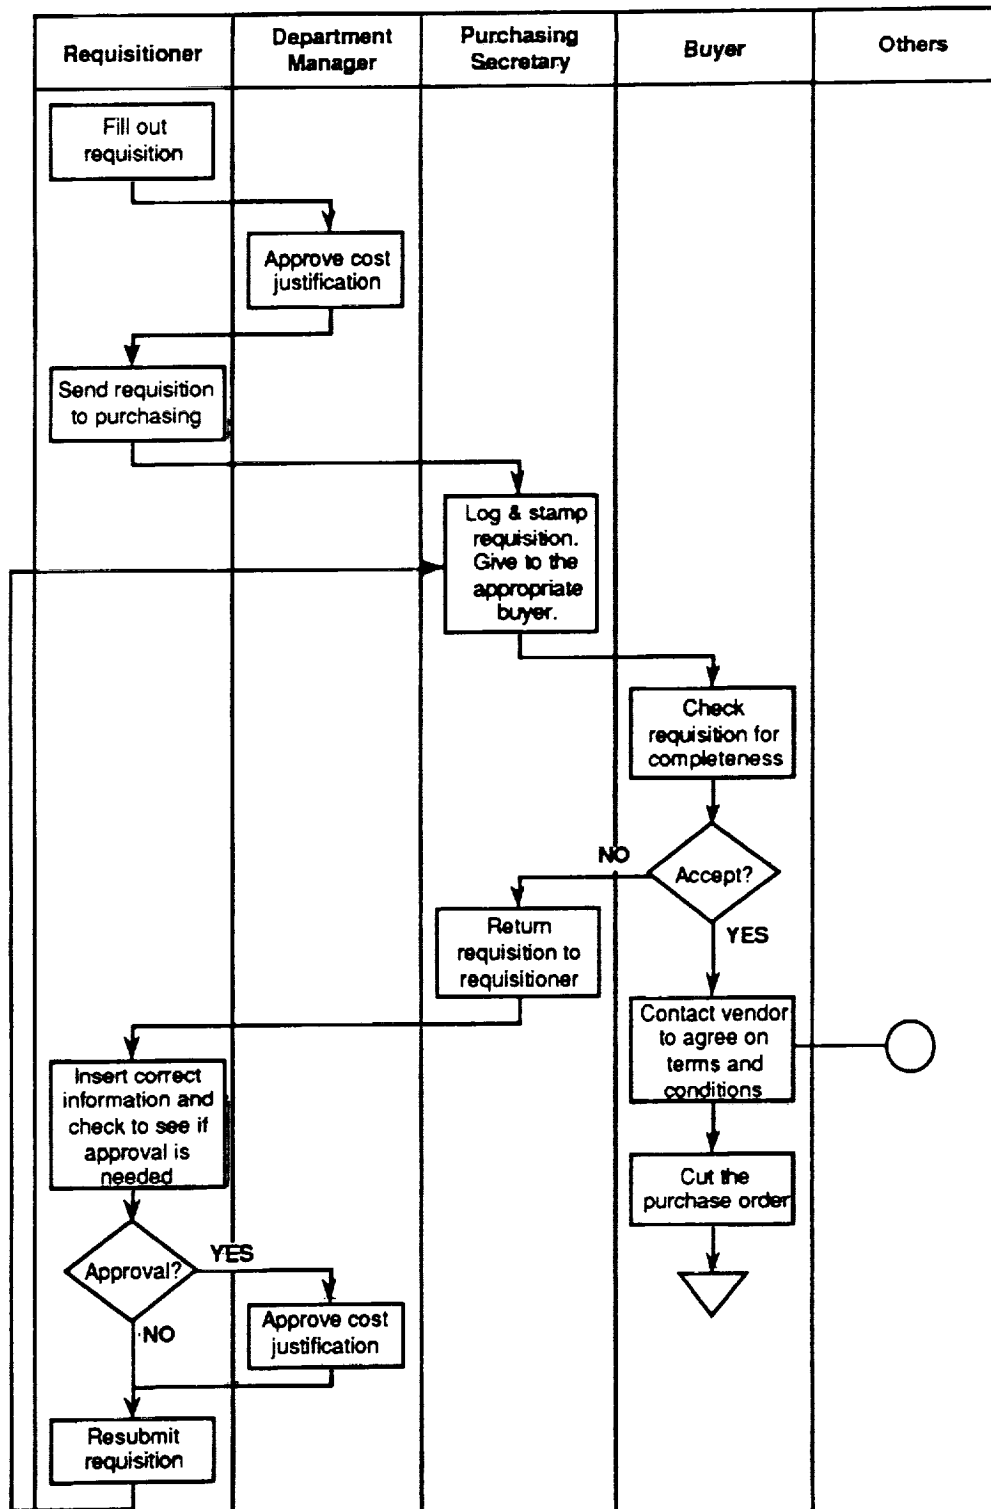 Requisitioner
Department
Manager
Purchasing
Secretary
Buyer
Others
Fill out
requisition
Approve cost
justification
Send requisition
to purchasing
Log & stamp
requisition.
Give to the
appropriate
buyer.
Check
requisition for
completeness
Accept?
NO
YES
Return
requisition to
requisitioner
Contact vendor
to agree on
terms and
conditions
Insert correct
information and
check to see if
approval is
needed
Cut the
purchase order
Approval?
YES
NO
Approve cost
justification
Resubmit
requisition